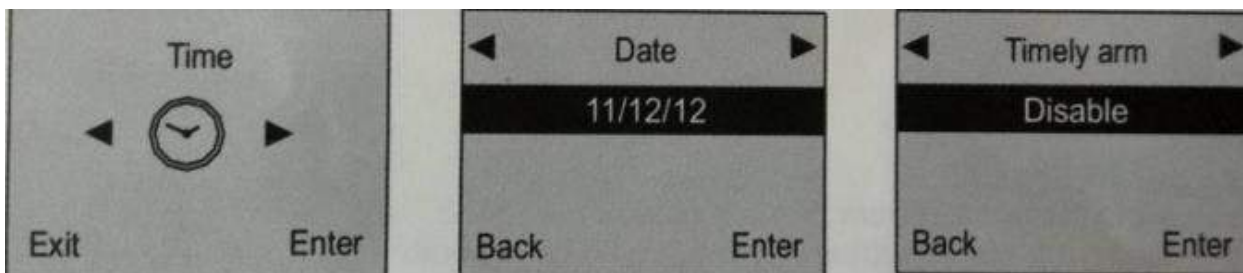 Time
Exit Enter
Date
11/12/12
Back Enter
Timely arm
Disable
Back Enter